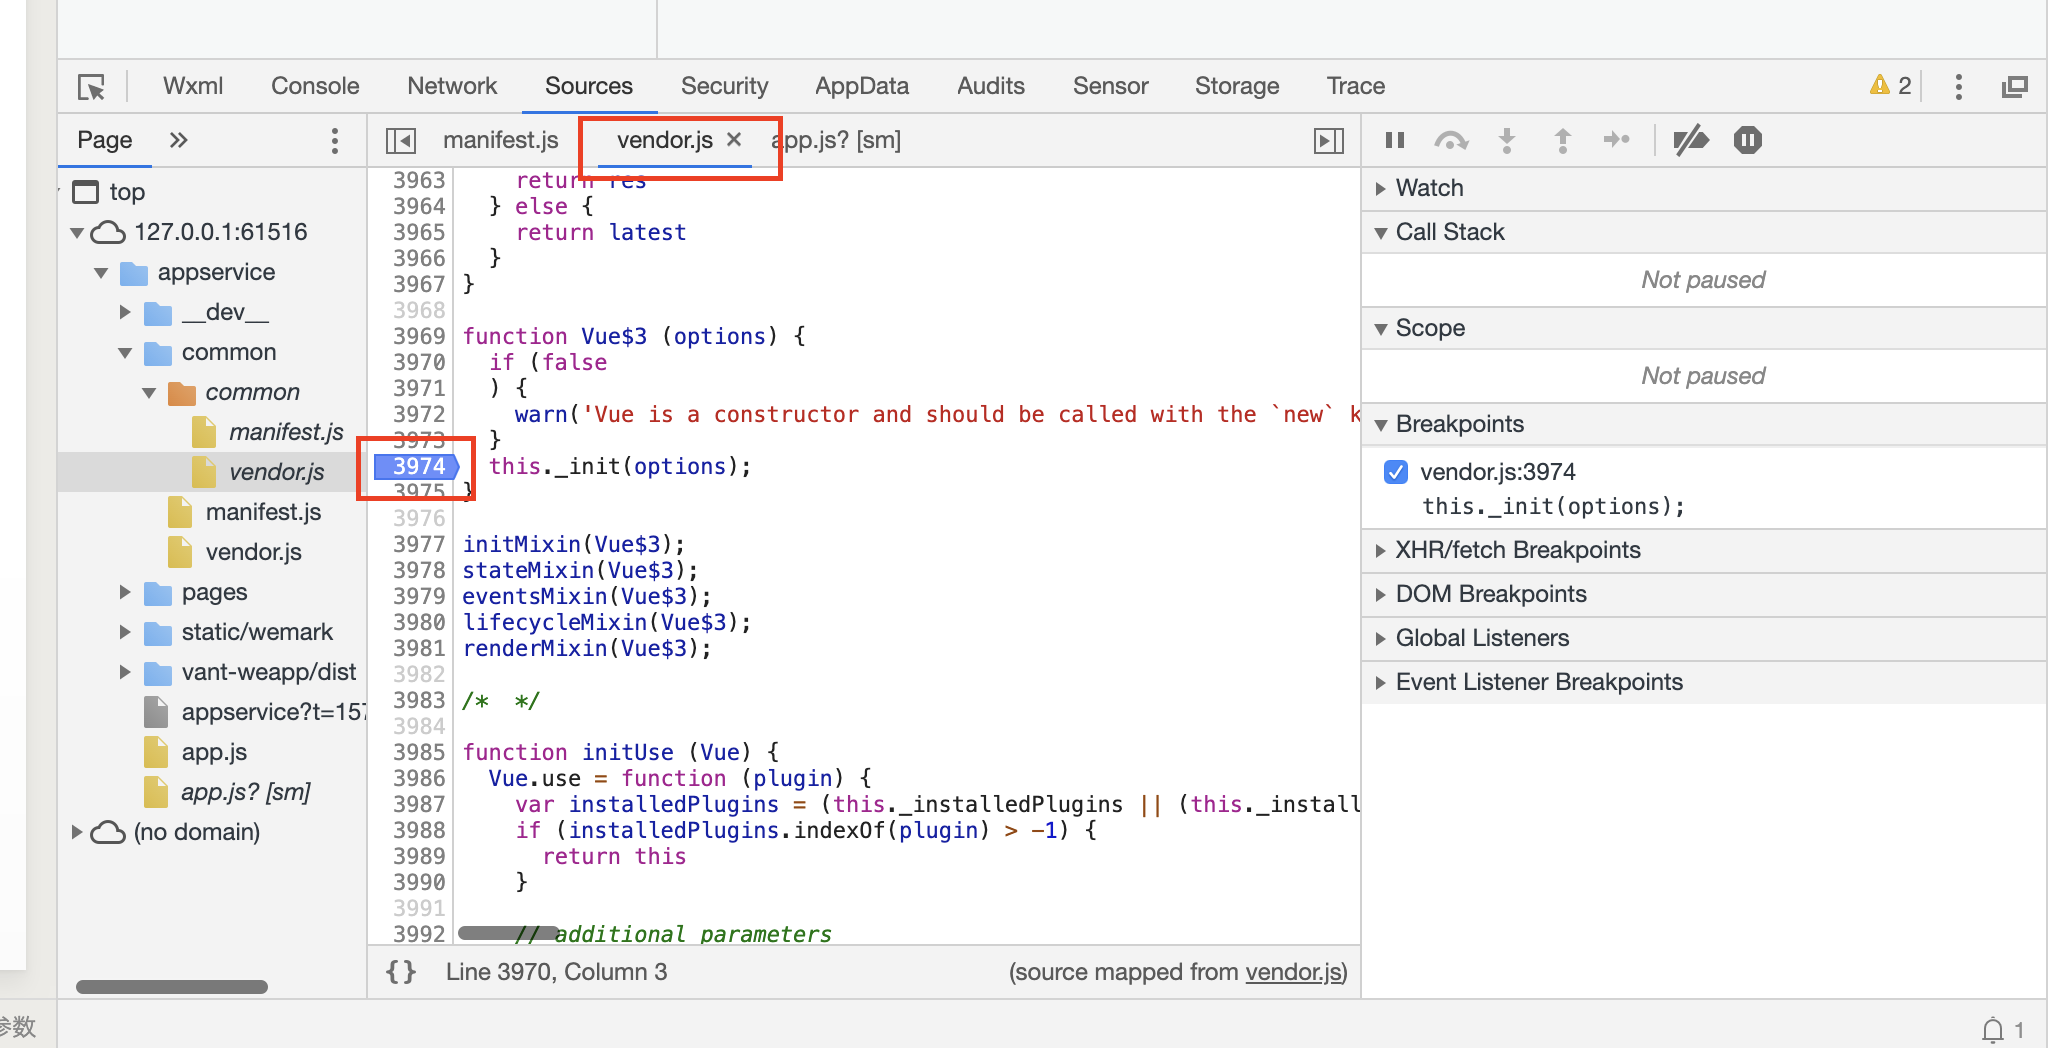 Wxml Console Network Sources Security AppData Audits Sensor Storage Trace 2
Page
manifest.js vendor.js app.js? [sm]
top
127.0.0.1:61516
appservice
__dev__
common
common
manifest.js
vendor.js
manifest.js
vendor.js
pages
static/wemark
vant-weapp/dist
appservice?t=157
app.js
app.js? [sm]
(no domain)
3963 return res
3964 } else {
3965 return latest
3966 }
3967 }
3968
3969 function Vue$3 (options) {
3970 if (false
3971 ) {
3972 warn('Vue is a constructor and should be called with the `new` k
3973 }
3974 this._init(options);
3975 }
3976
3977 initMixin(Vue$3);
3978 stateMixin(Vue$3);
3979 eventsMixin(Vue$3);
3980 lifecycleMixin(Vue$3);
3981 renderMixin(Vue$3);
3982
3983 /*  */
3984
3985 function initUse (Vue) {
3986 Vue.use = function (plugin) {
3987 var installedPlugins = (this._installedPlugins || (this._install
3988 if (installedPlugins.indexOf(plugin) > -1) {
3989 return this
3990 }
3991
3992 // additional parameters
{} Line 3970, Column 3 (source mapped from vendor.js)
Watch
Call Stack
Not paused
Scope
Not paused
Breakpoints
vendor.js:3974
this._init(options);
XHR/fetch Breakpoints
DOM Breakpoints
Global Listeners
Event Listener Breakpoints
参数
1